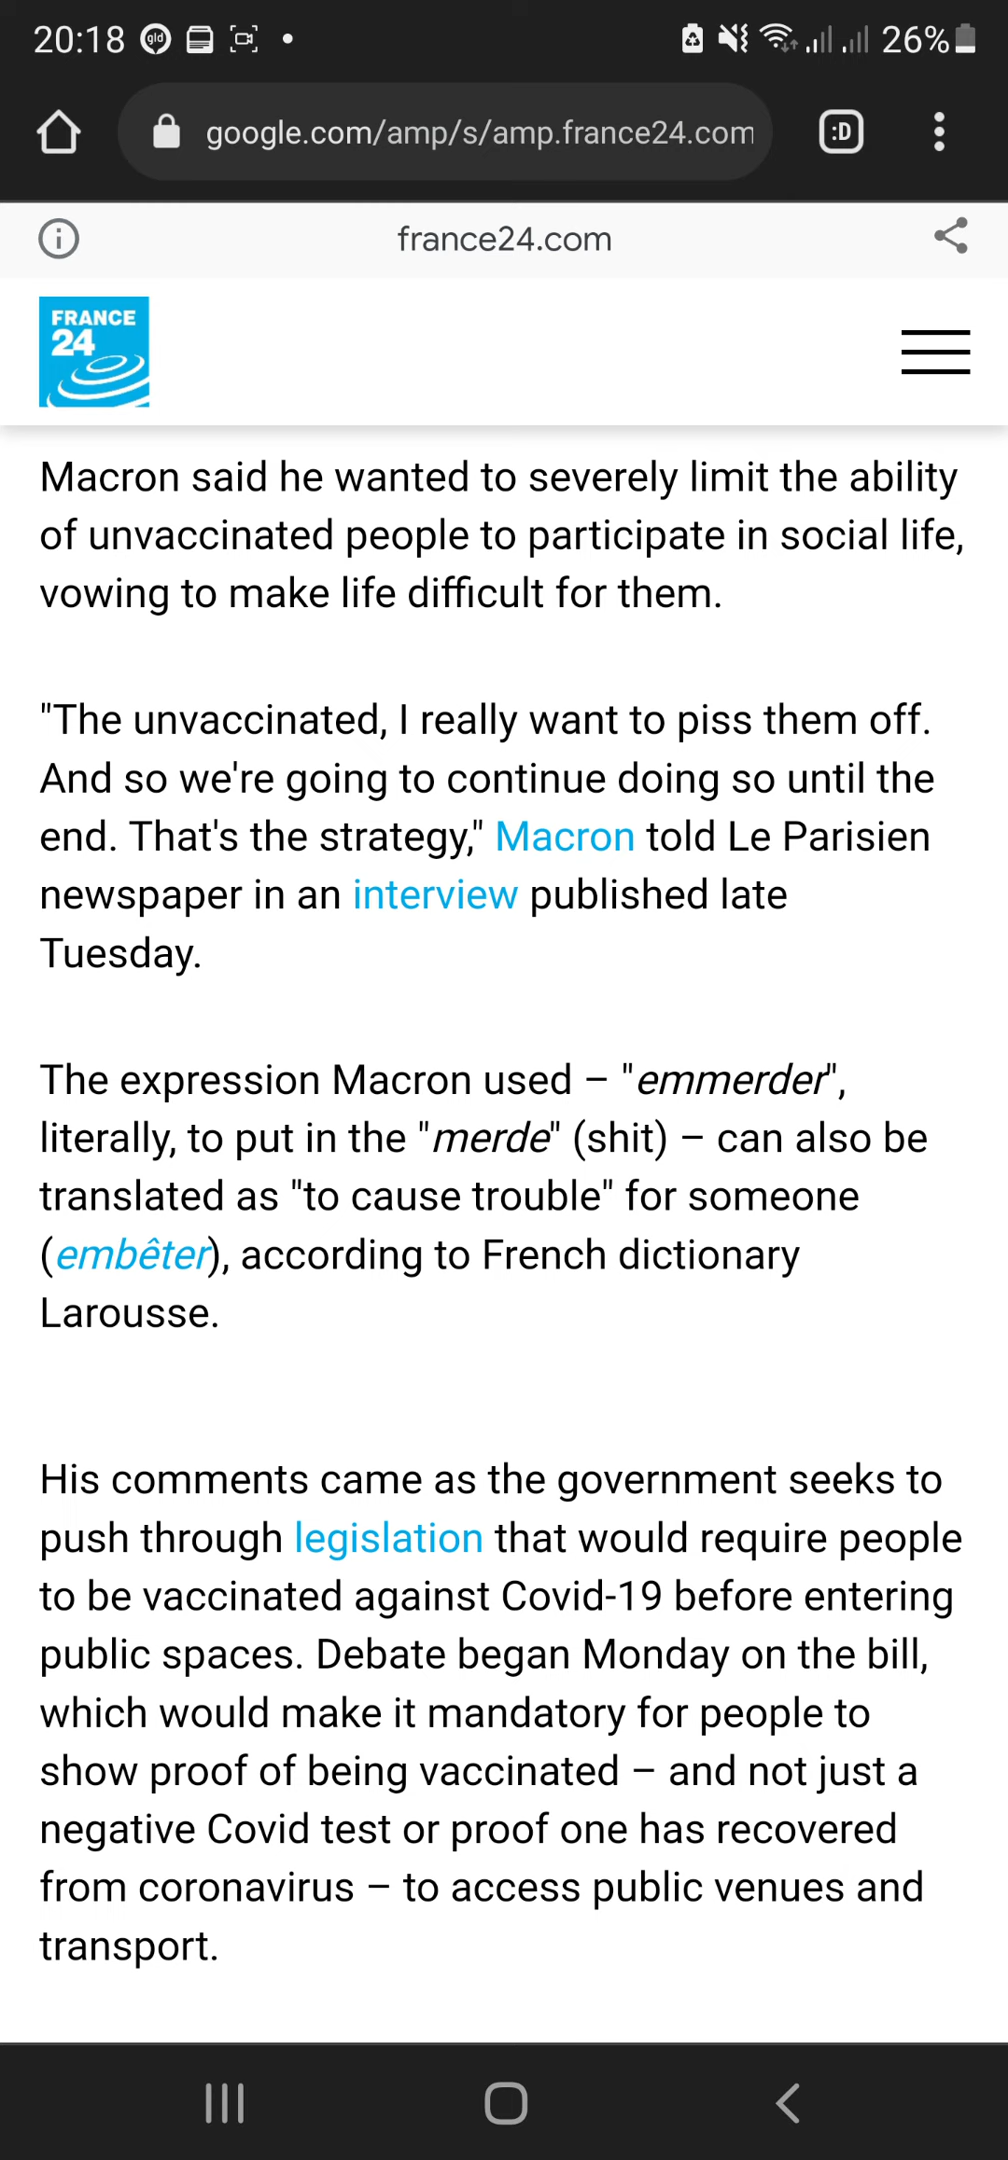 20:18 gld 26%
google.com/amp/s/amp.france24.com :D
france24.com
FRANCE
24
Macron said he wanted to severely limit the ability
of unvaccinated people to participate in social life,
vowing to make life difficult for them.
"The unvaccinated, I really want to piss them off.
And so we're going to continue doing so until the
end. That's the strategy," Macron told Le Parisien
newspaper in an interview published late
Tuesday.
The expression Macron used – "emmerder",
literally, to put in the "merde" (shit) – can also be
translated as "to cause trouble" for someone
(embêter), according to French dictionary
Larousse.
His comments came as the government seeks to
push through legislation that would require people
to be vaccinated against Covid-19 before entering
public spaces. Debate began Monday on the bill,
which would make it mandatory for people to
show proof of being vaccinated – and not just a
negative Covid test or proof one has recovered
from coronavirus – to access public venues and
transport.